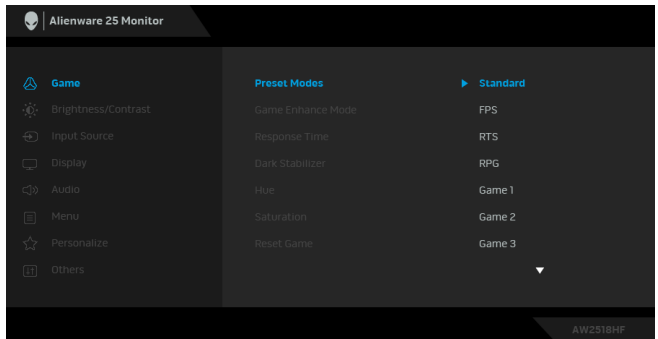 Alienware 25 Monitor
Game Preset Modes Standard
Brightness/Contrast Game Enhance Mode FPS
Input Source Response Time RTS
Display Dark Stabilizer RPG
Audio Hue Game 1
Menu Saturation Game 2
Personalize Reset Game Game 3
Others
AW2518HF